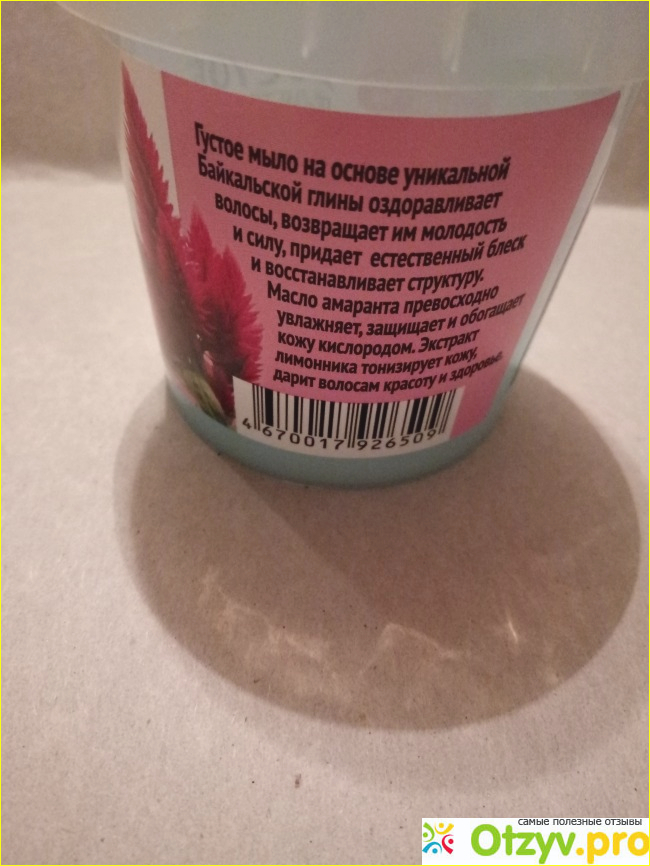 Густое мыло на основе уникальной
Байкальской глины оздоравливает
волосы, возвращает им молодость
и силу, придает естественный блеск
и восстанавливает структуру.
Масло амаранта превосходно
увлажняет, защищает и обогащает
кожу кислородом. Экстракт
лимонника тонизирует кожу,
дарит волосам красоту и здоровье.
4 670017 926509
самые полезные отзывы
Otzyv.pro